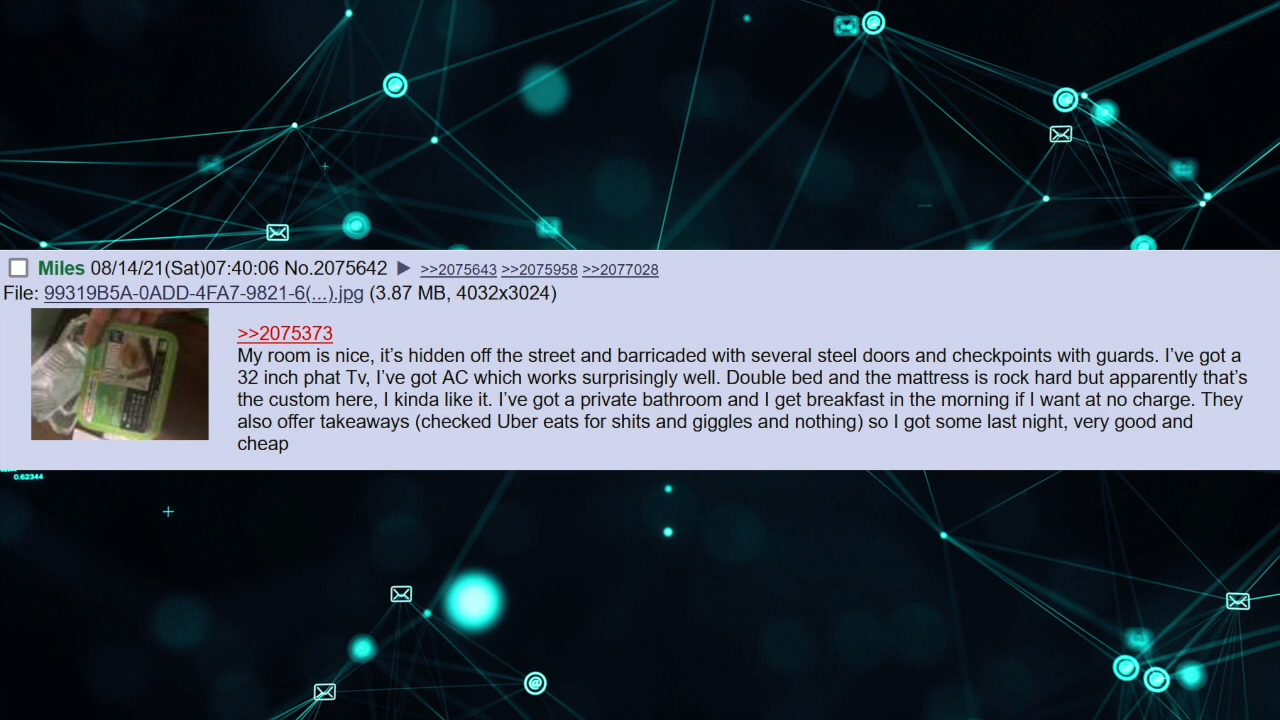 Miles 08/14/21(Sat)07:40:06 No.2075642 ▶ >>2075643 >>2075958 >>2077028
File: 99319B5A-0ADD-4FA7-9821-6(...).jpg (3.87 MB, 4032x3024)
>>2075373
My room is nice, it’s hidden off the street and barricaded with several steel doors and checkpoints with guards. I’ve got a
32 inch phat Tv, I’ve got AC which works surprisingly well. Double bed and the mattress is rock hard but apparently that’s
the custom here, I kinda like it. I’ve got a private bathroom and I get breakfast in the morning if I want at no charge. They
also offer takeaways (checked Uber eats for shits and giggles and nothing) so I got some last night, very good and
cheap
0.62344